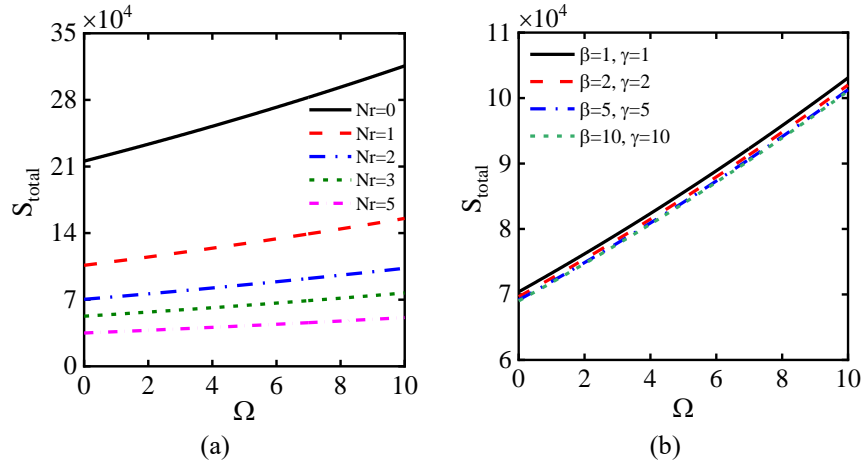 ×10⁴
35
28
21
14
7
0
S_total
Nr=0
Nr=1
Nr=2
Nr=3
Nr=5
0 2 4 6 8 10
Ω
(a)
×10⁴
11
10
9
8
7
6
S_total
β=1, γ=1
β=2, γ=2
β=5, γ=5
β=10, γ=10
0 2 4 6 8 10
Ω
(b)